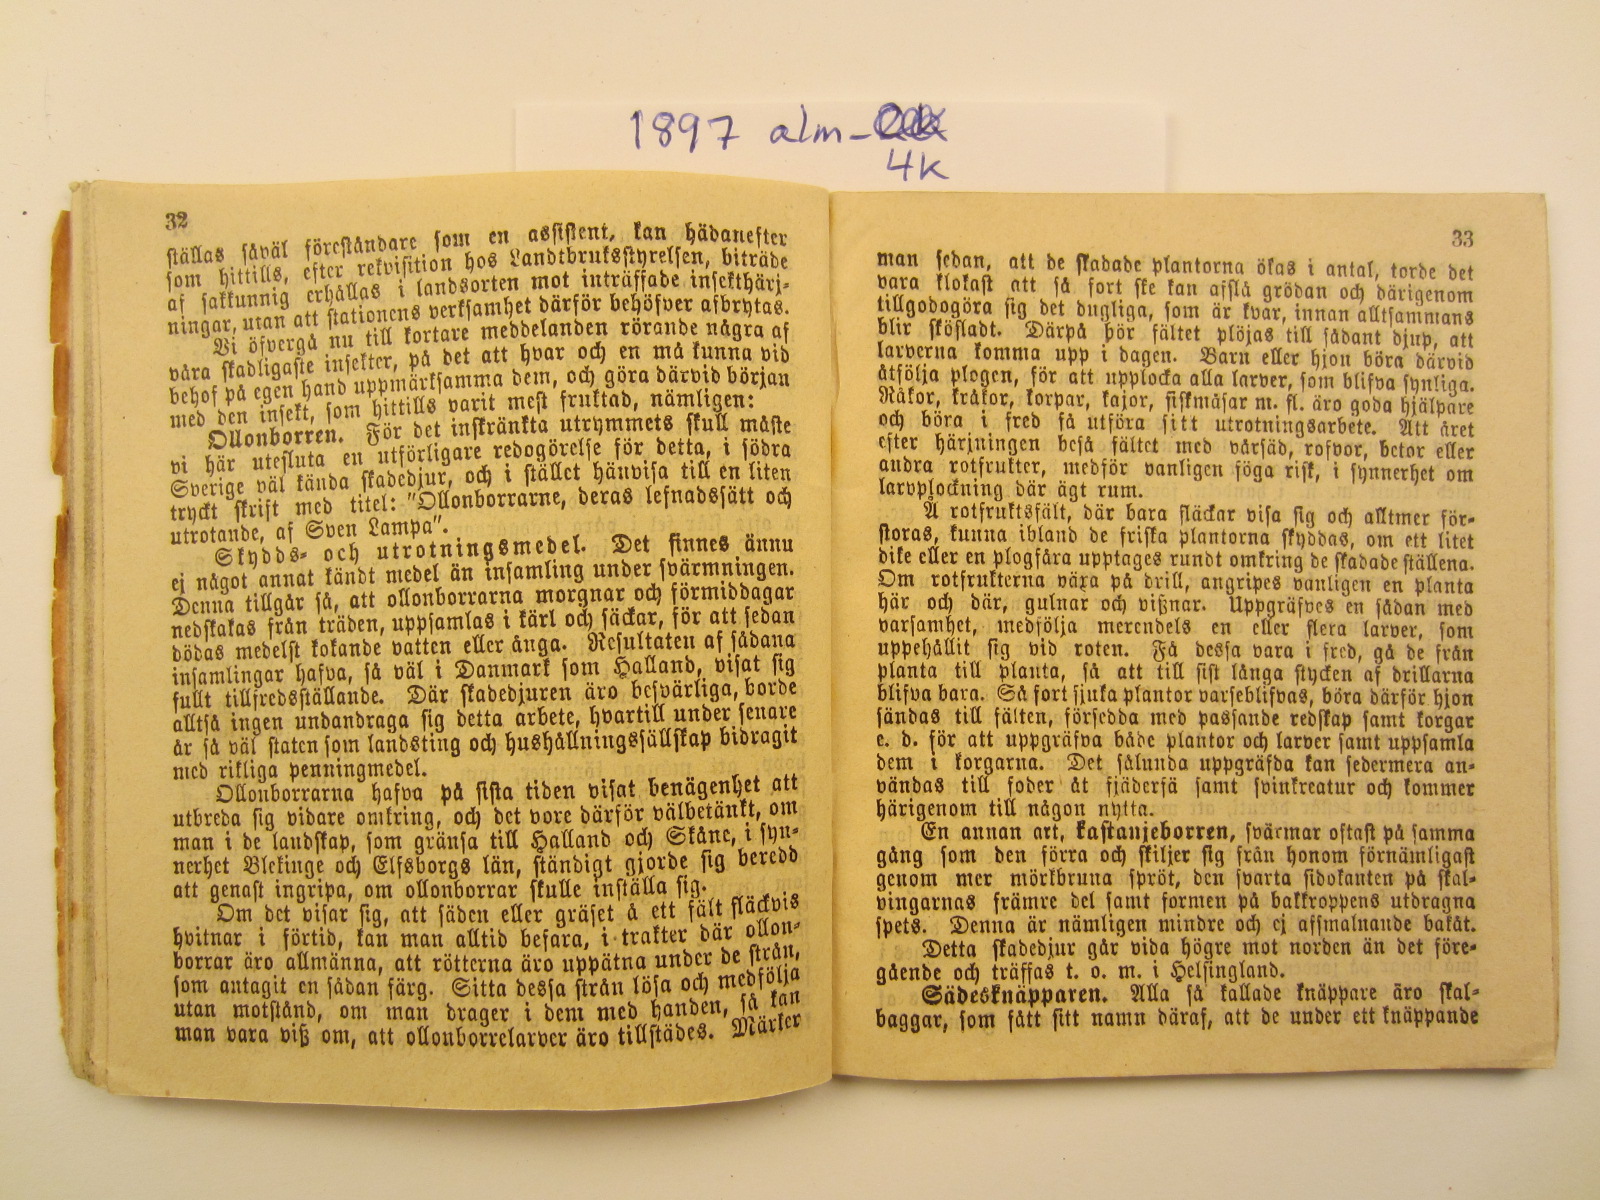 1897 alm-
4k
32
ställas såväl föreståndare som en assistent, kan hädanefter
som hittills, efter rekvisition hos Landtbruksstyrelsen, biträde
af sakkunnig erhållas i landsorten mot inträffade insekthärj-
ningar, utan att stationens verksamhet därför behöfver afbrytas.
Vi öfvergå nu till kortare meddelanden rörande några af
våra skadligaste insekter, på det att hvar och en må kunna vid
behof på egen hand uppmärksamma dem, och göra därvid början
med den insekt, som hittills varit mest fruktad, nämligen:
Ollonborren. För det inskränkta utrymmets skull måste
vi här utesluta en utförligare redogörelse för detta, i södra
Sverige väl kända skadedjur, och i stället hänvisa till en liten
tryckt skrift med titel: "Ollonborrarne, deras lefnadssätt och
utrotande, af Sven Lampa".
Skydds- och utrotningsmedel. Det finnes ännu
ej något annat kändt medel än insamling under svärmningen.
Denna tillgår så, att ollonborrarna morgnar och förmiddagar
nedskakas från träden, uppsamlas i kärl och säckar, för att sedan
dödas medelst kokande vatten eller ånga. Resultaten af sådana
insamlingar hafva, så väl i Danmark som Halland, visat sig
fullt tillfredsställande. Där skadedjuren äro besvärliga, borde
alltså ingen undandraga sig detta arbete, hvartill under senare
år så väl staten som landsting och hushållningssällskap bidragit
med rikliga penningmedel.
Ollonborrarna hafva på sista tiden visat benägenhet att
utbreda sig vidare omkring, och det vore därför välbetänkt, om
man i de landskap, som gränsa till Halland och Skåne, i syn-
nerhet Blekinge och Elfsborgs län, ständigt gjorde sig beredd
att genast ingripa, om ollonborrar skulle inställa sig.
Om det visar sig, att säden eller gräset å ett fält fläckvis
hvitnar i förtid, kan man alltid befara, i trakter där ollon-
borrar äro allmänna, att rötterna äro uppätna under de strån,
som antagit en sådan färg. Sitta dessa strån lösa och medfölja
utan motstånd, om man drager i dem med handen, så kan
man vara viß om, att ollonborrelarver äro tillstädes. Märker
33
man sedan, att de skadade plantorna ökas i antal, torde det
vara klokast att så fort ske kan afslå grödan och därigenom
tillgodogöra sig det dugliga, som är kvar, innan alltsammans
blir sköfladt. Därpå bör fältet plöjas till sådant djup, att
larverna komma upp i dagen. Barn eller hjon böra därvid
åtfölja plogen, för att upplocka alla larver, som blifva synliga.
Råkor, kråkor, korpar, kajor, fiskmåsar m. fl. äro goda hjälpare
och böra i fred få utföra sitt utrotningsarbete. Att året
efter härjningen beså fältet med vårsäd, rofvor, betor eller
andra rotfrukter, medför vanligen föga risk, i synnerhet om
larvplockning där ägt rum.
Å rotfruktsfält, där bara fläckar visa sig och alltmer för-
storas, kunna ibland de friska plantorna skyddas, om ett litet
dike eller en plogfåra upptages rundt omkring de skadade ställena.
Om rotfrukterna växa på drill, angripes vanligen en planta
här och där, gulnar och vißnar. Uppgräfves en sådan med
varsamhet, medfölja merendels en eller flera larver, som
uppehållit sig vid roten. Få dessa vara i fred, gå de från
planta till planta, så att till sist långa stycken af drillarna
blifva bara. Så fort sjuka plantor varseblifvas, böra därför hjon
sändas till fälten, försedda med passande redskap samt korgar
e. d. för att uppgräfva både plantor och larver samt uppsamla
dem i korgarna. Det sålunda uppgräfda kan sedermera an-
vändas till foder åt fjäderfä samt svinkreatur och kommer
härigenom till någon nytta.
En annan art, kastanjeborren, svärmar oftast på samma
gång som den förra och skiljer sig från honom förnämligast
genom mer mörkbruna spröt, den svarta sidokanten på skal-
vingarnas främre del samt formen på bakkroppens utdragna
spets. Denna är nämligen mindre och ej afsmalnande bakåt.
Detta skadedjur går vida högre mot norden än det före-
gående och träffas t. o. m. i Helsingland.
Sädesknäpparen. Alla så kallade knäppare äro skal-
baggar, som fått sitt namn däraf, att de under ett knäppande